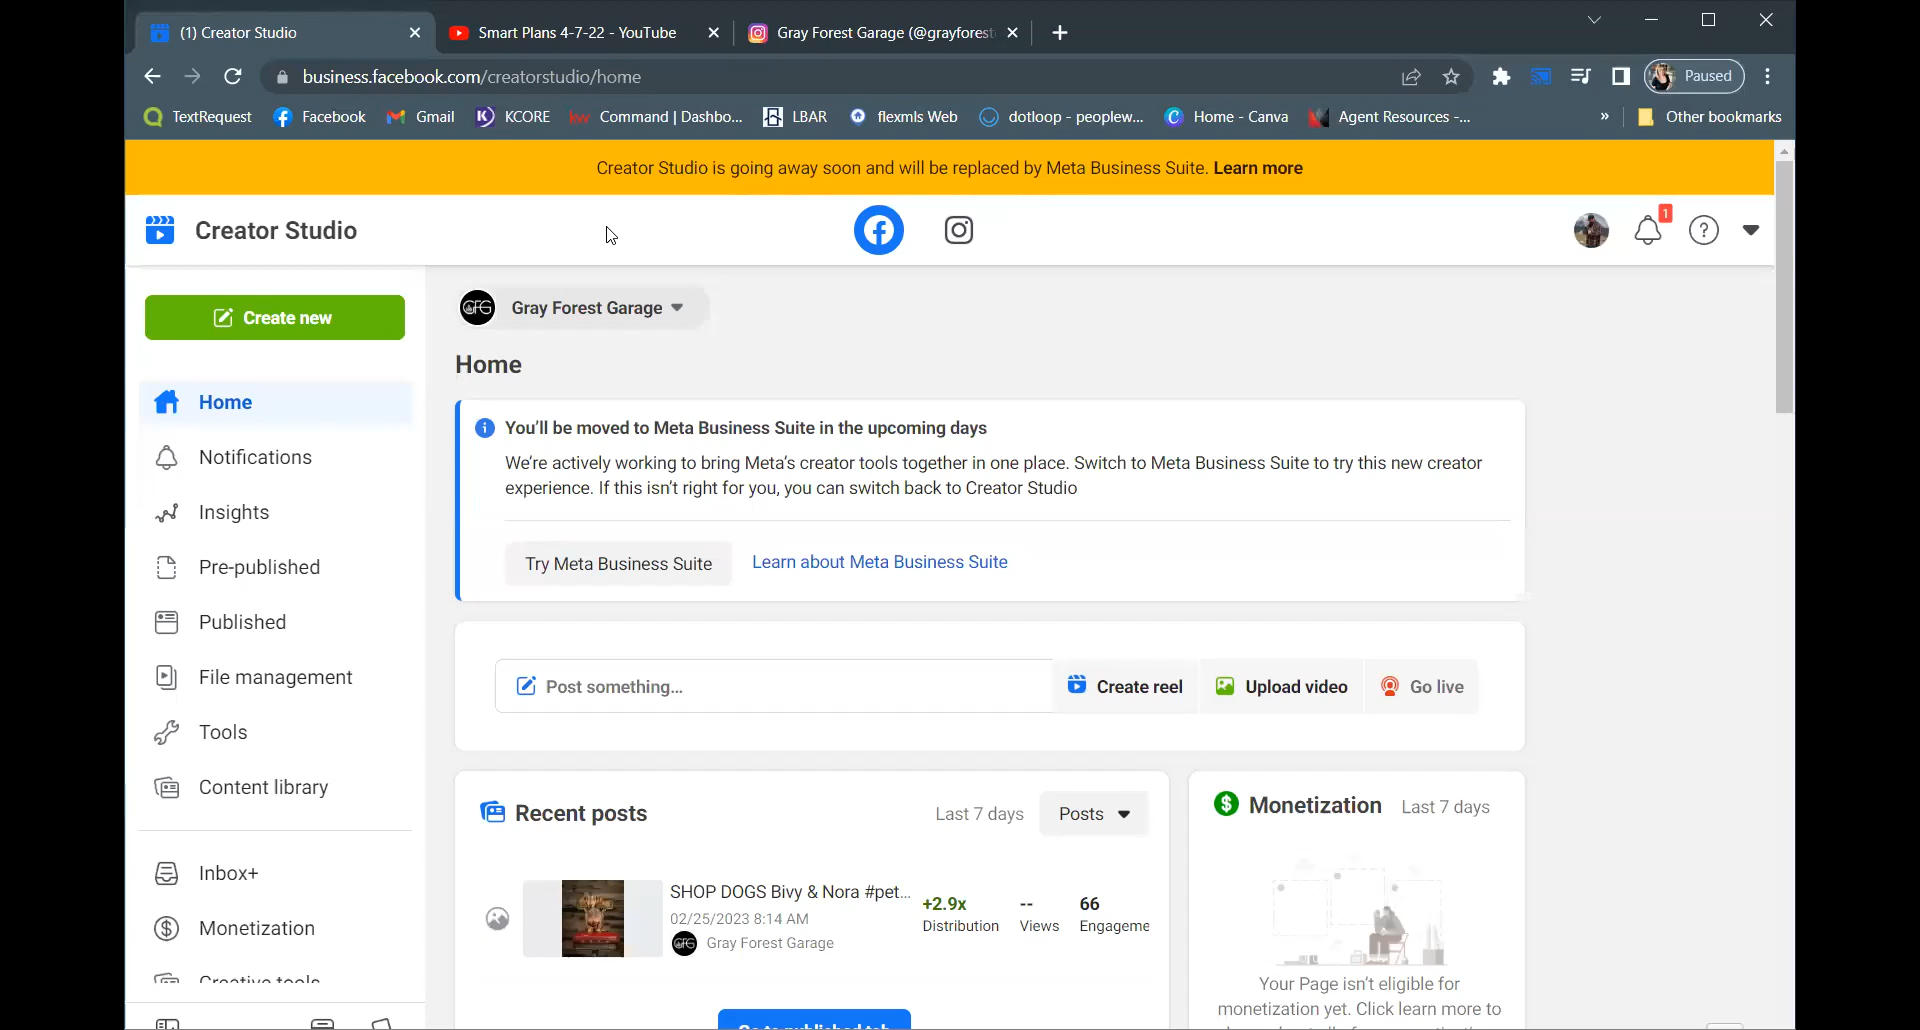 (1) Creator Studio
Smart Plans 4-7-22 - YouTube
Gray Forest Garage (@grayforest
business.facebook.com/creatorstudio/home
Paused
TextRequest
Facebook
Gmail
KCORE
kw Command | Dashbo...
LBAR
flexmls Web
dotloop - peoplew...
Home - Canva
Agent Resources -...
»
Other bookmarks
Creator Studio is going away soon and will be replaced by Meta Business Suite. Learn more
Creator Studio
1
Create new
GFG Gray Forest Garage
Home
Home
You'll be moved to Meta Business Suite in the upcoming days
We're actively working to bring Meta's creator tools together in one place. Switch to Meta Business Suite to try this new creator
experience. If this isn't right for you, you can switch back to Creator Studio
Try Meta Business Suite
Learn about Meta Business Suite
Notifications
Insights
Pre-published
Published
File management
Tools
Content library
Inbox+
Monetization
Creative tools
Post something...
Create reel
Upload video
Go live
Recent posts
Last 7 days
Posts
SHOP DOGS Bivy & Nora #pet...
02/25/2023 8:14 AM
GFG Gray Forest Garage
+2.9x
Distribution
--
Views
66
Engageme
Go to published tab
Monetization
Last 7 days
Your Page isn't eligible for
monetization yet. Click learn more to